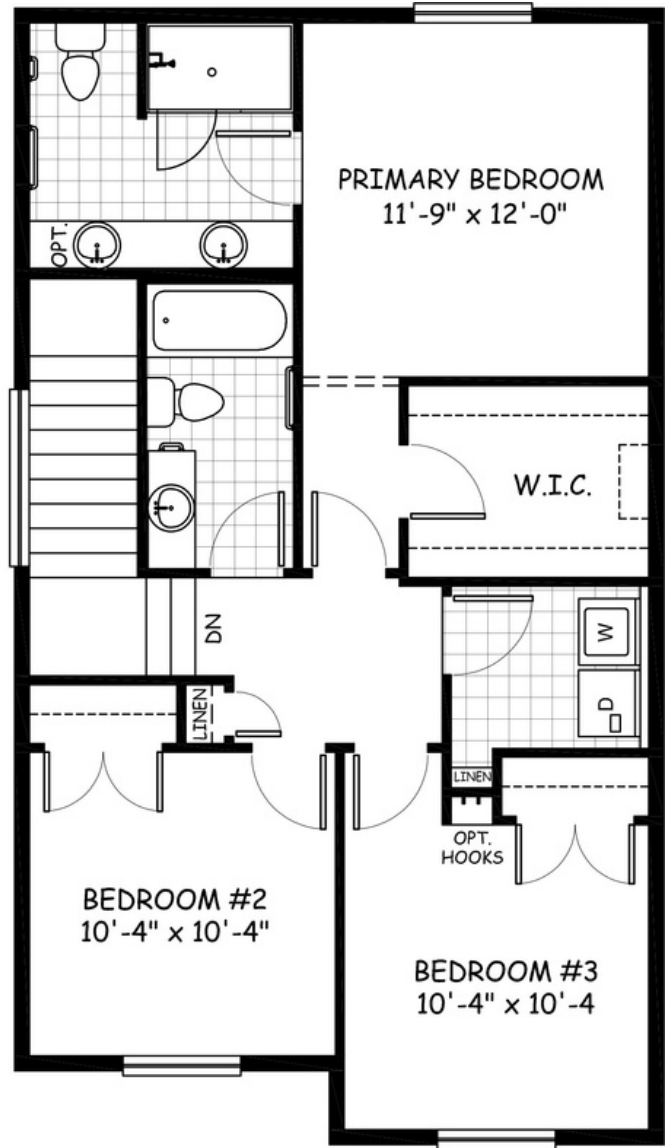 PRIMARY BEDROOM
11'-9" x 12'-0"
OPT.
W.I.C.
DN
W
D
LINEN
LINEN
OPT.
HOOKS
BEDROOM #2
10'-4" x 10'-4"
BEDROOM #3
10'-4" x 10'-4